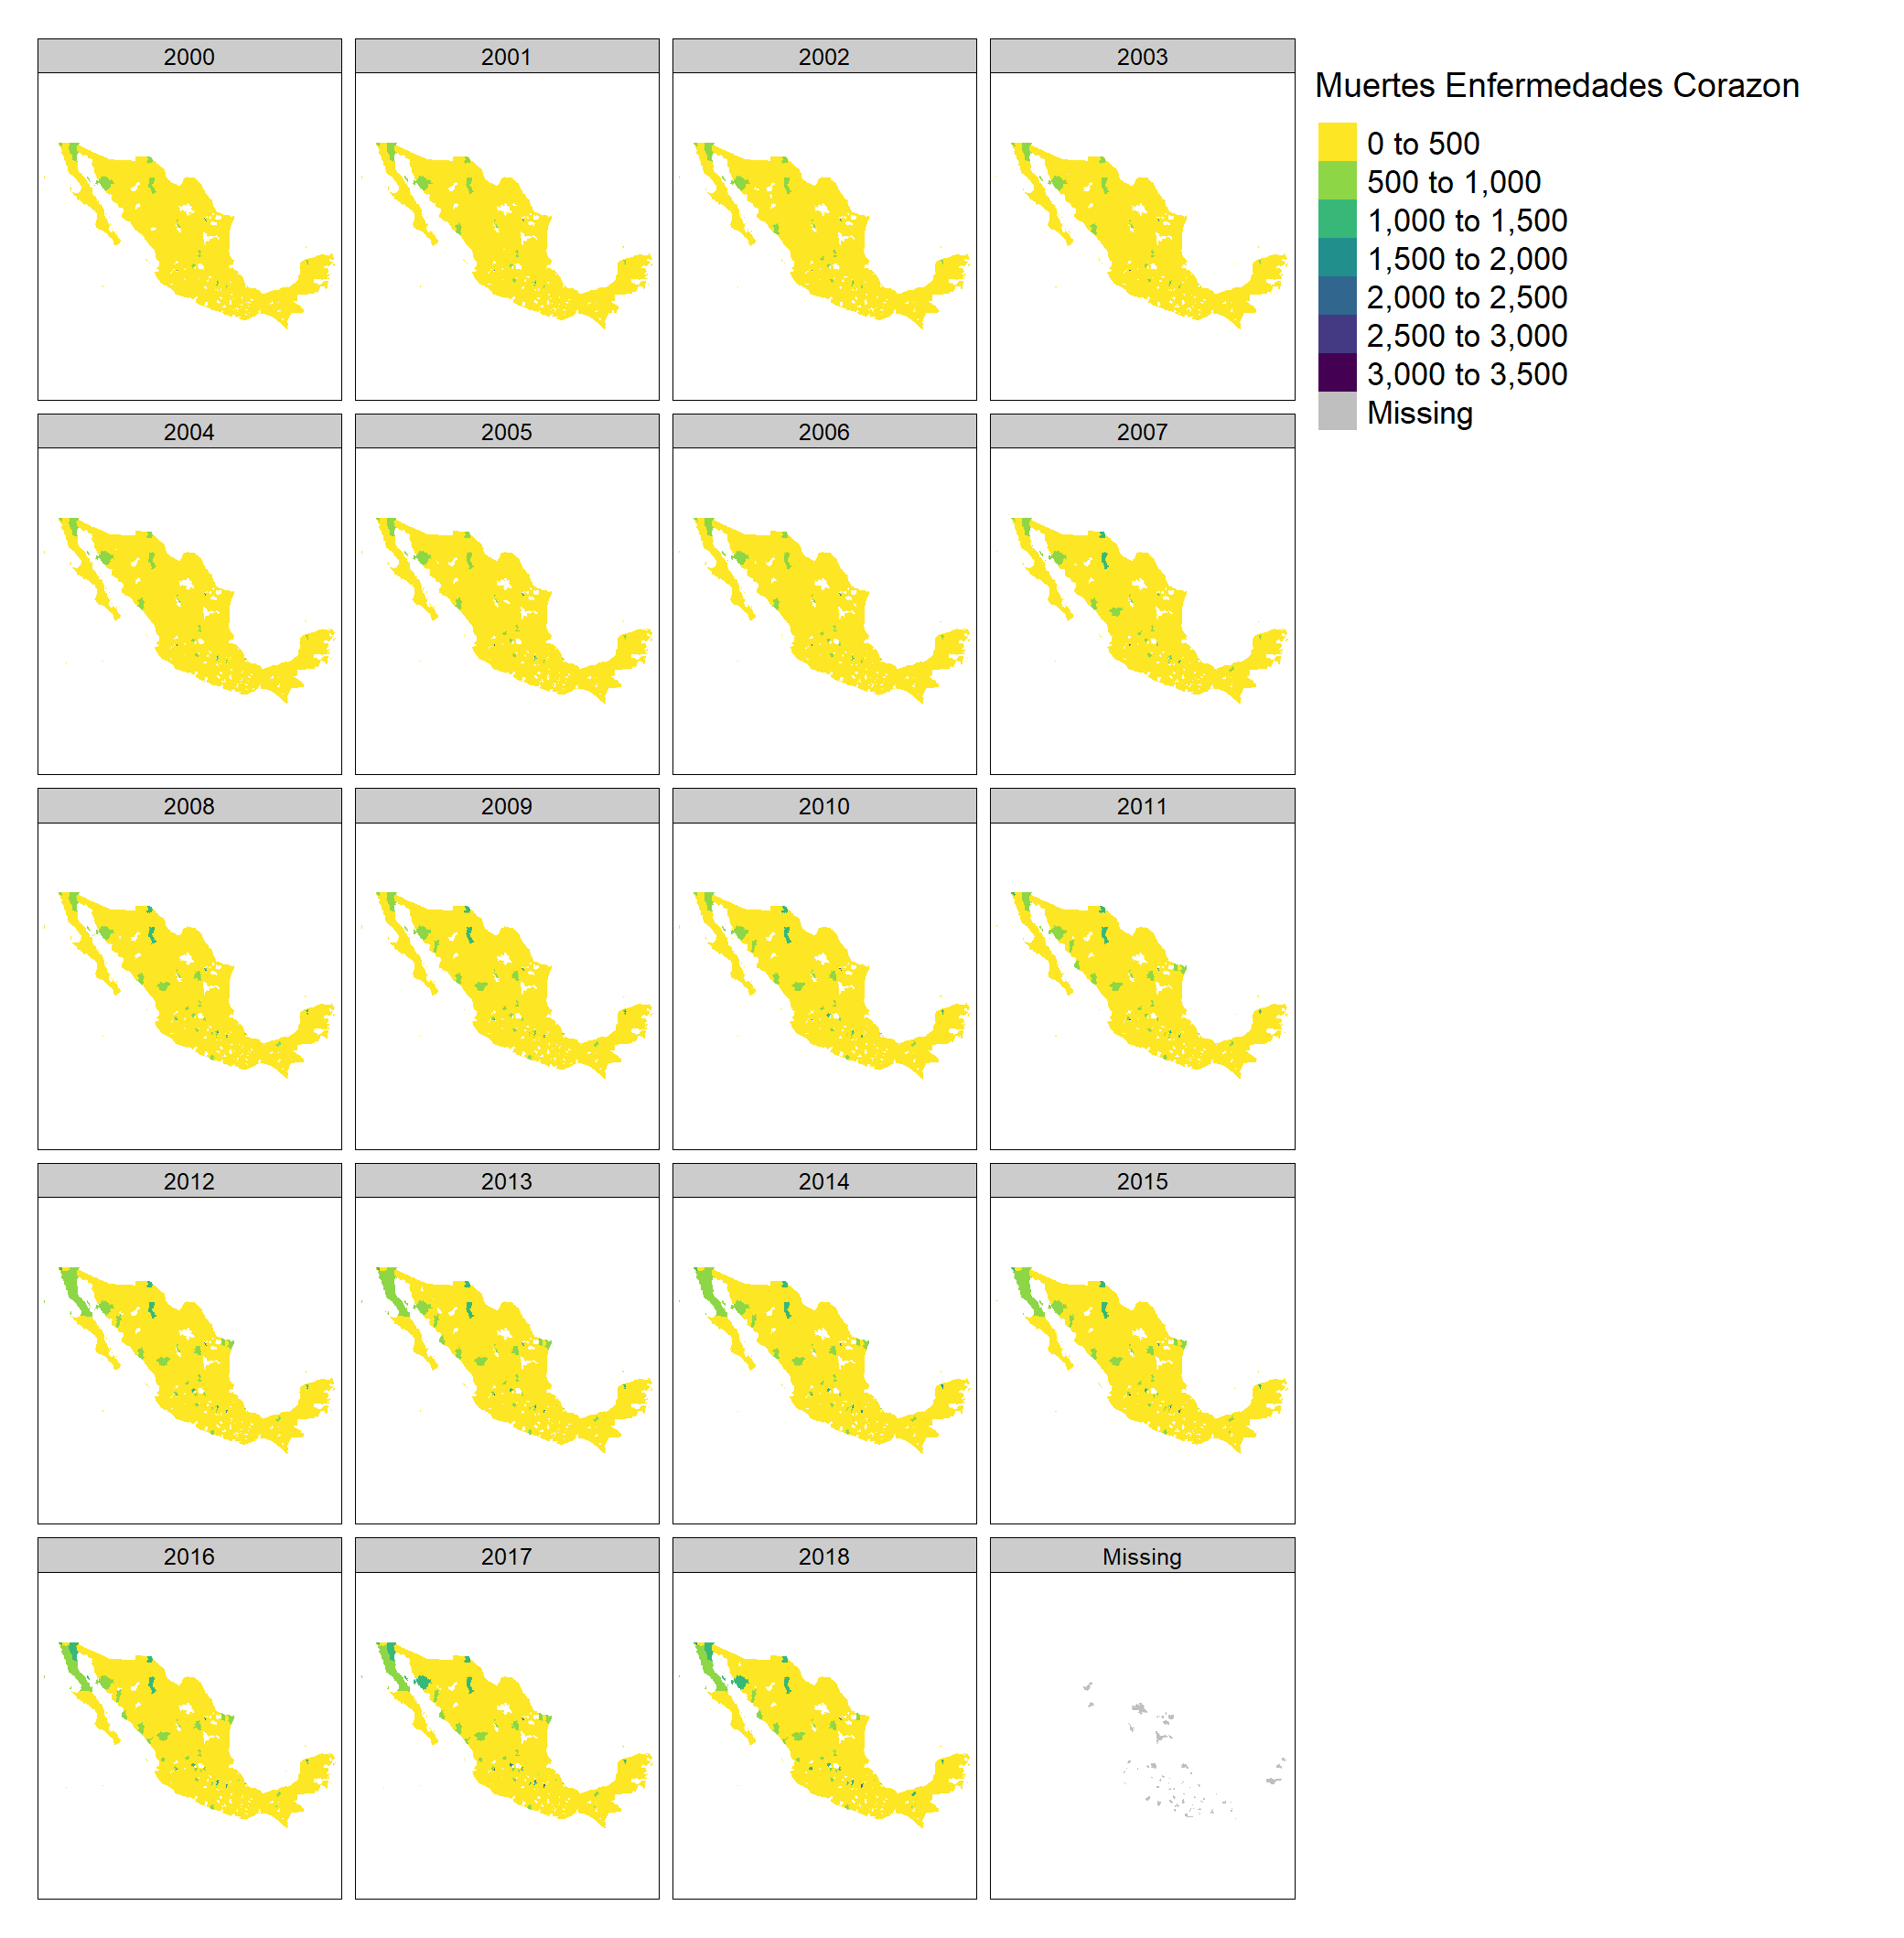 2000
2001
2002
2003
Muertes Enfermedades Corazon
0 to 500
500 to 1,000
1,000 to 1,500
1,500 to 2,000
2,000 to 2,500
2,500 to 3,000
3,000 to 3,500
Missing
2004
2005
2006
2007
2008
2009
2010
2011
2012
2013
2014
2015
2016
2017
2018
Missing